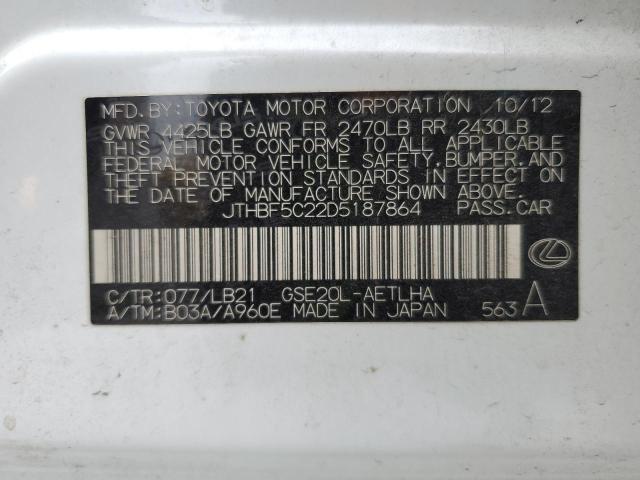 MFD. BY: TOYOTA MOTOR CORPORATION 10/12
GVWR 4425LB GAWR FR 2470LB RR 2430LB
THIS VEHICLE CONFORMS TO ALL APPLICABLE
FEDERAL MOTOR VEHICLE SAFETY, BUMPER, AND
THEFT PREVENTION STANDARDS IN EFFECT ON
THE DATE OF MANUFACTURE SHOWN ABOVE.
JTHBF5C22D5187864 PASS. CAR
C/TR: 077/LB21 GSE20L-AETLHA
A/TM: B03A/A960E MADE IN JAPAN 563 A